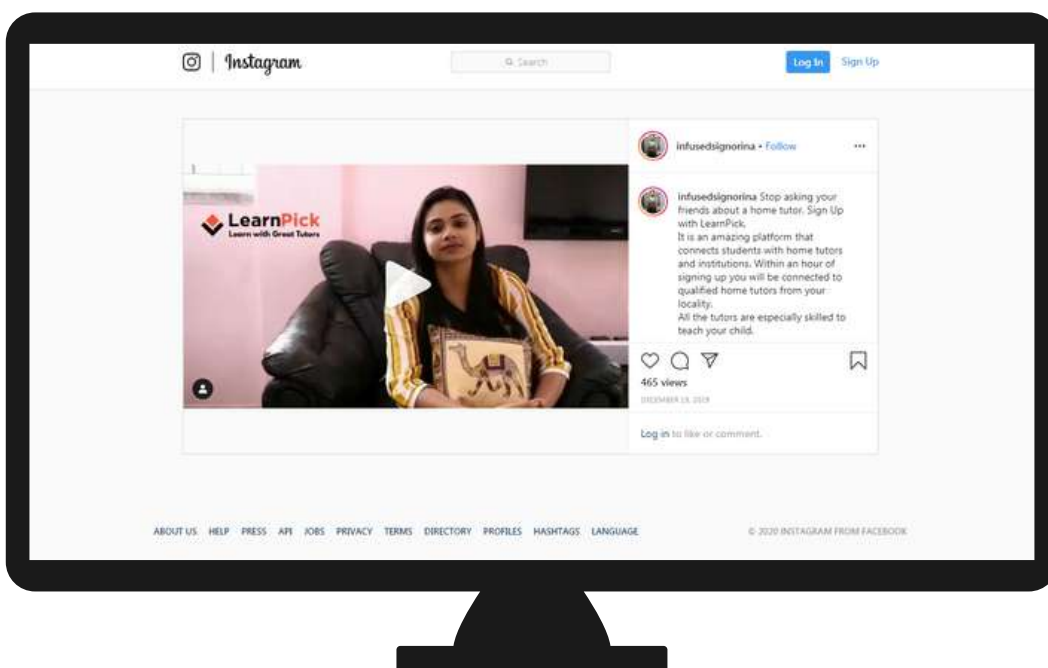 Instagram
Search
Log In
Sign Up
LearnPick
Learn with Great Tutors
infusedsignorina • Follow
infusedsignorina Stop asking your
friends about a home tutor. Sign Up
with LearnPick.
It is an amazing platform that
connects students with home tutors
and institutions. Within an hour of
signing up you will be connected to
qualified home tutors from your
locality.
All the tutors are especially skilled to
teach your child.
465 views
Log in to like or comment.
ABOUT US HELP PRESS API JOBS PRIVACY TERMS DIRECTORY PROFILES HASHTAGS LANGUAGE
© 2020 INSTAGRAM FROM FACEBOOK